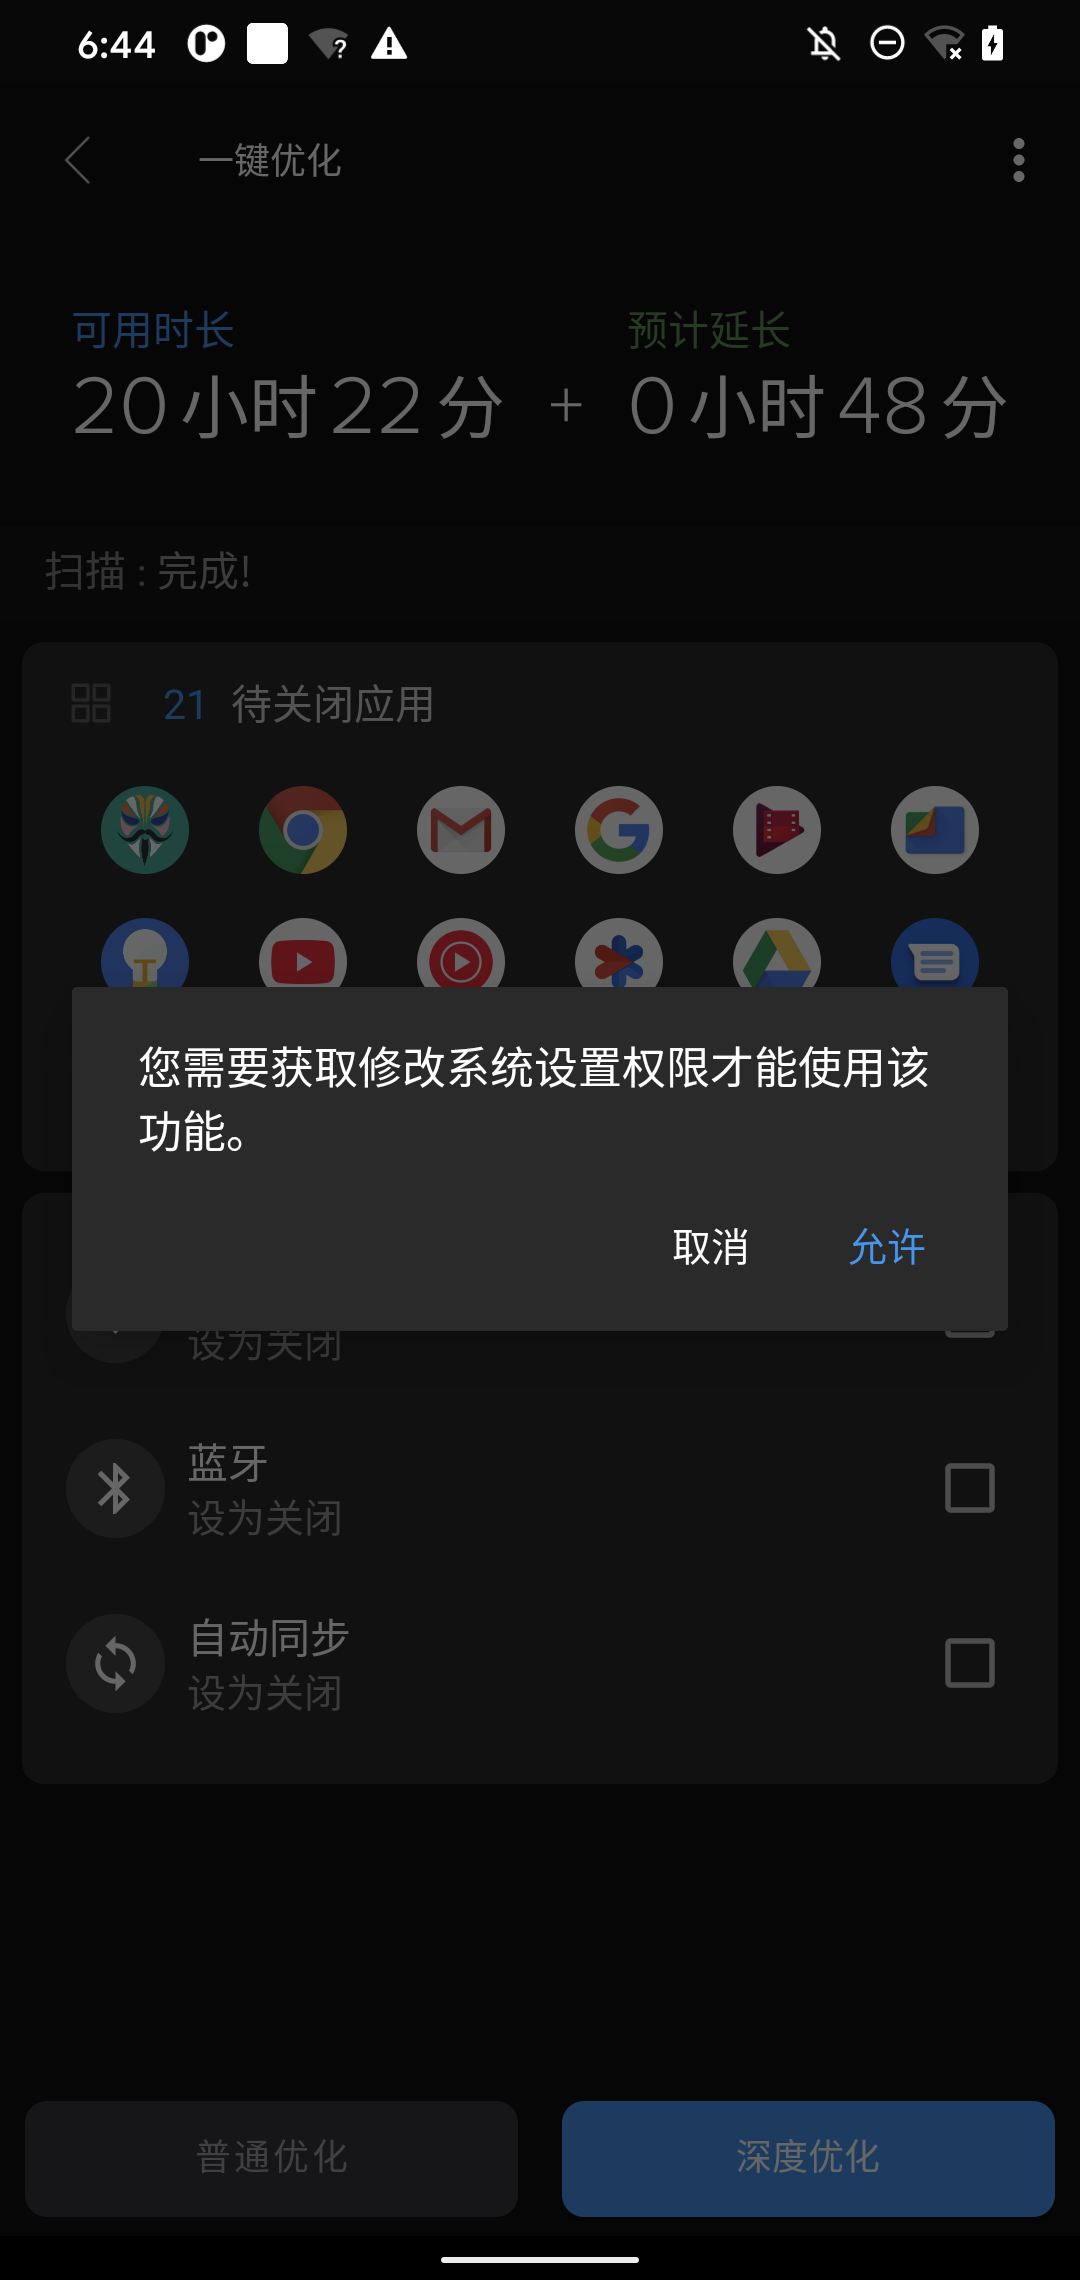 6:44
一键优化
可用时长
预计延长
20小时22分 + 0小时48分
扫描 : 完成!
21 待关闭应用
您需要获取修改系统设置权限才能使用该
功能。
取消
允许
设为关闭
蓝牙
设为关闭
自动同步
设为关闭
普通优化
深度优化